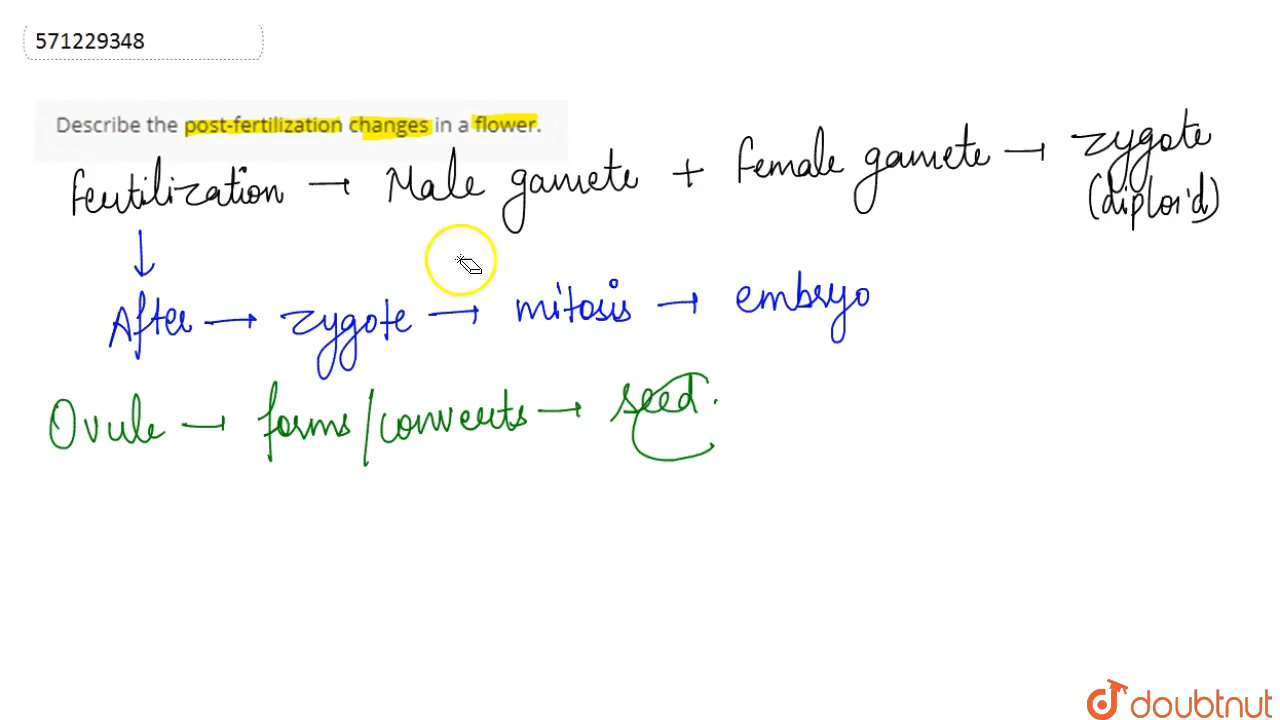 571229348
Describe the post-fertilization changes in a flower.
Fertilization → Male gamete + Female gamete → zygote
(diploid)
↓
After → zygote → mitosis → embryo
Ovule → forms/converts → seed.
doubtnut